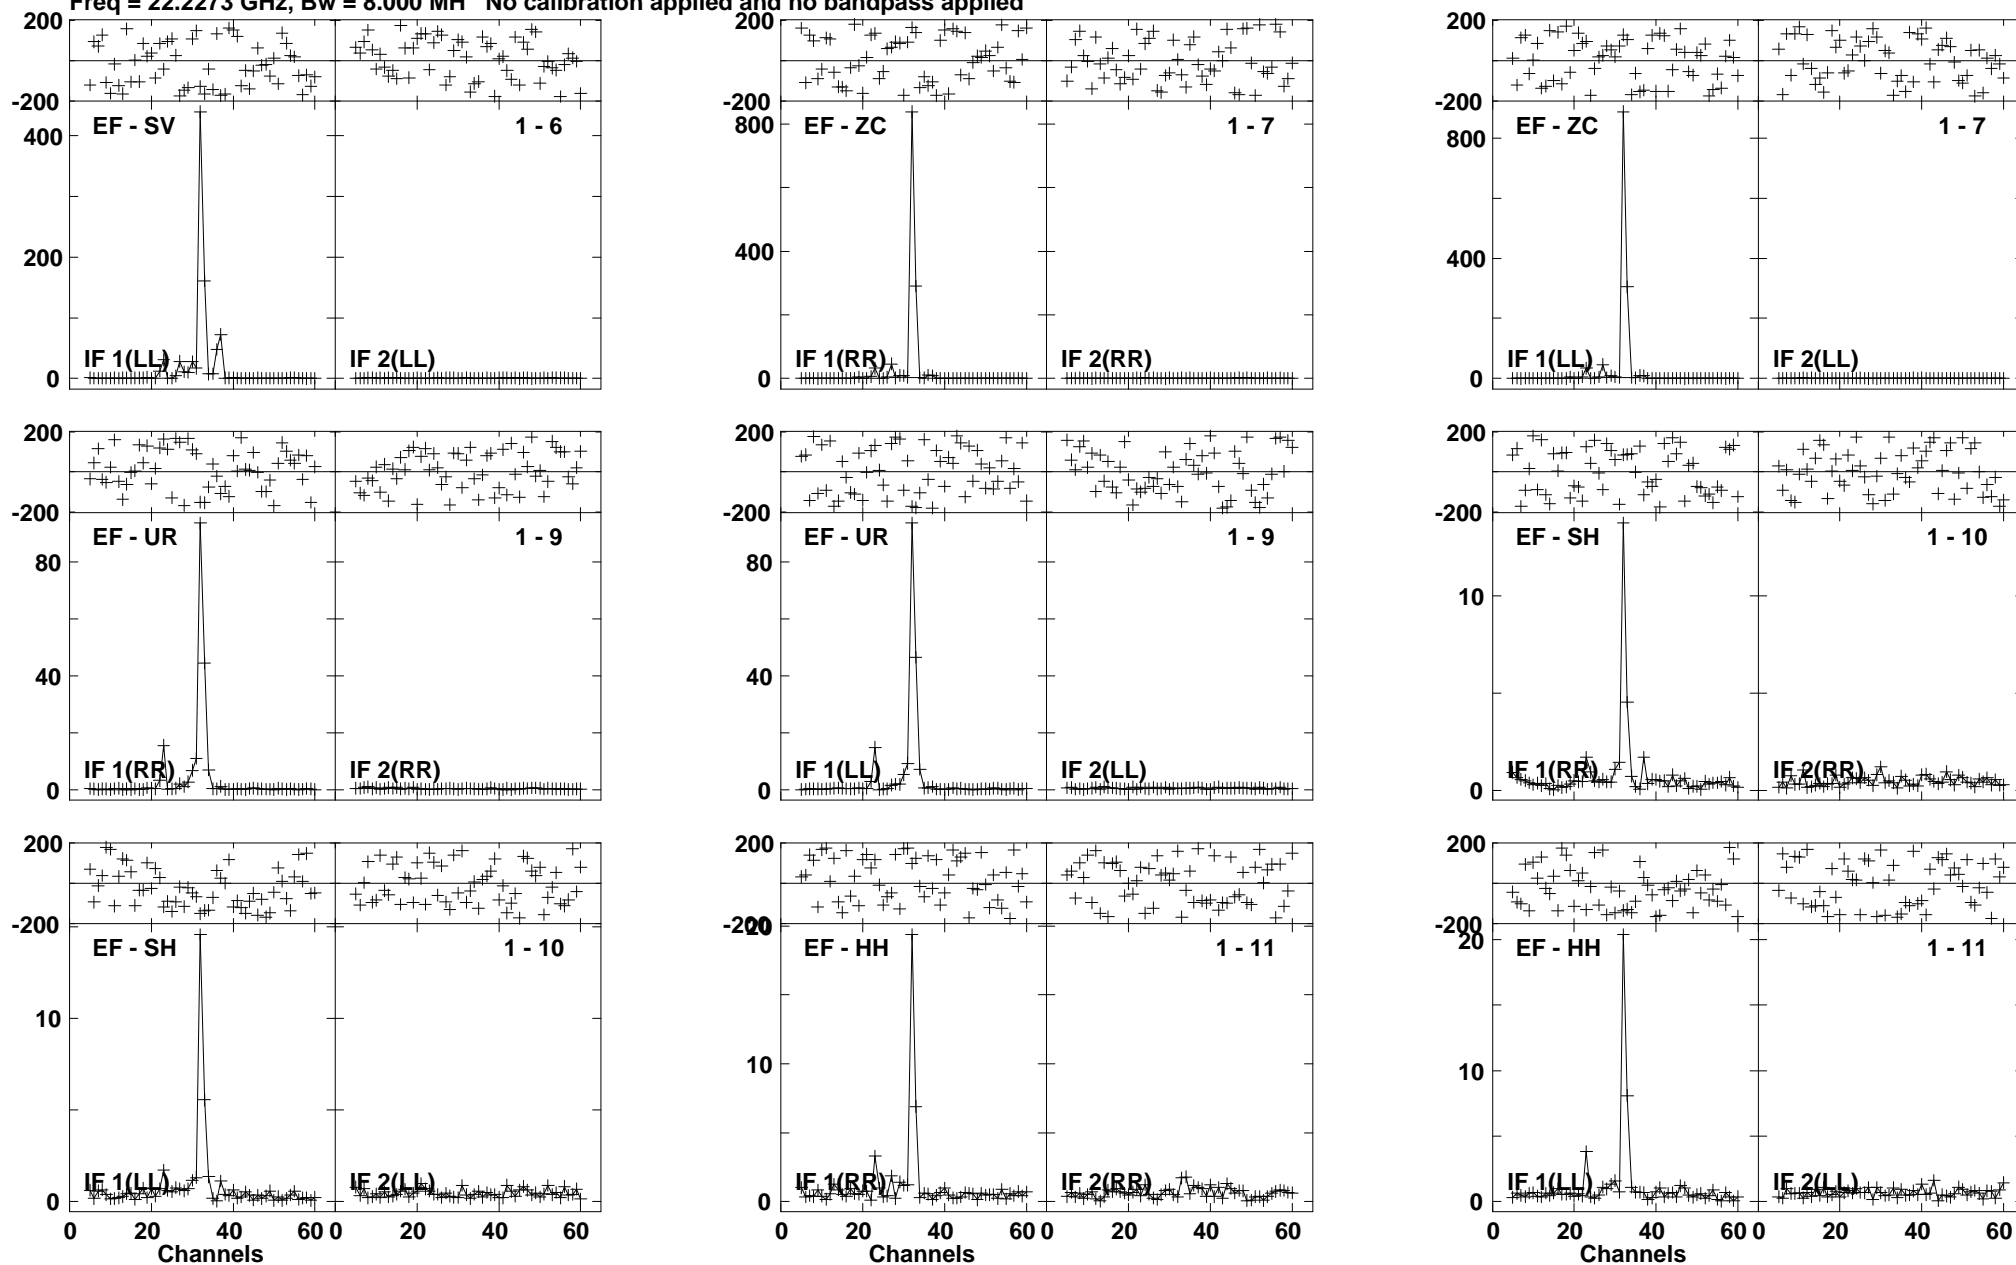 Freq = 22.2273 GHz, Bw = 8.000 MH No calibration applied and no bandpass applied
200
-200
EF - SV
1 - 6
400
200
0
IF 1(LL)
IF 2(LL)
EF - ZC
1 - 7
800
400
0
IF 1(RR)
IF 2(RR)
200
-200
EF - ZC
1 - 7
800
400
0
IF 1(LL)
IF 2(LL)
200
-200
EF - UR
1 - 9
80
40
0
IF 1(RR)
IF 2(RR)
200
-200
EF - UR
1 - 9
80
40
0
IF 1(LL)
IF 2(LL)
200
-200
EF - SH
1 - 10
10
0
IF 1(RR)
IF 2(RR)
200
-200
EF - SH
1 - 10
10
0
IF 1(LL)
IF 2(LL)
0 20 40 60 0 20 40 60
Channels
200
-200
20
EF - HH
1 - 11
10
0
IF 1(RR)
IF 2(RR)
0 20 40 60 0 20 40 60
Channels
200
-200
20
EF - HH
1 - 11
10
0
IF 1(LL)
IF 2(LL)
0 20 40 60 0 20 40 60
Channels